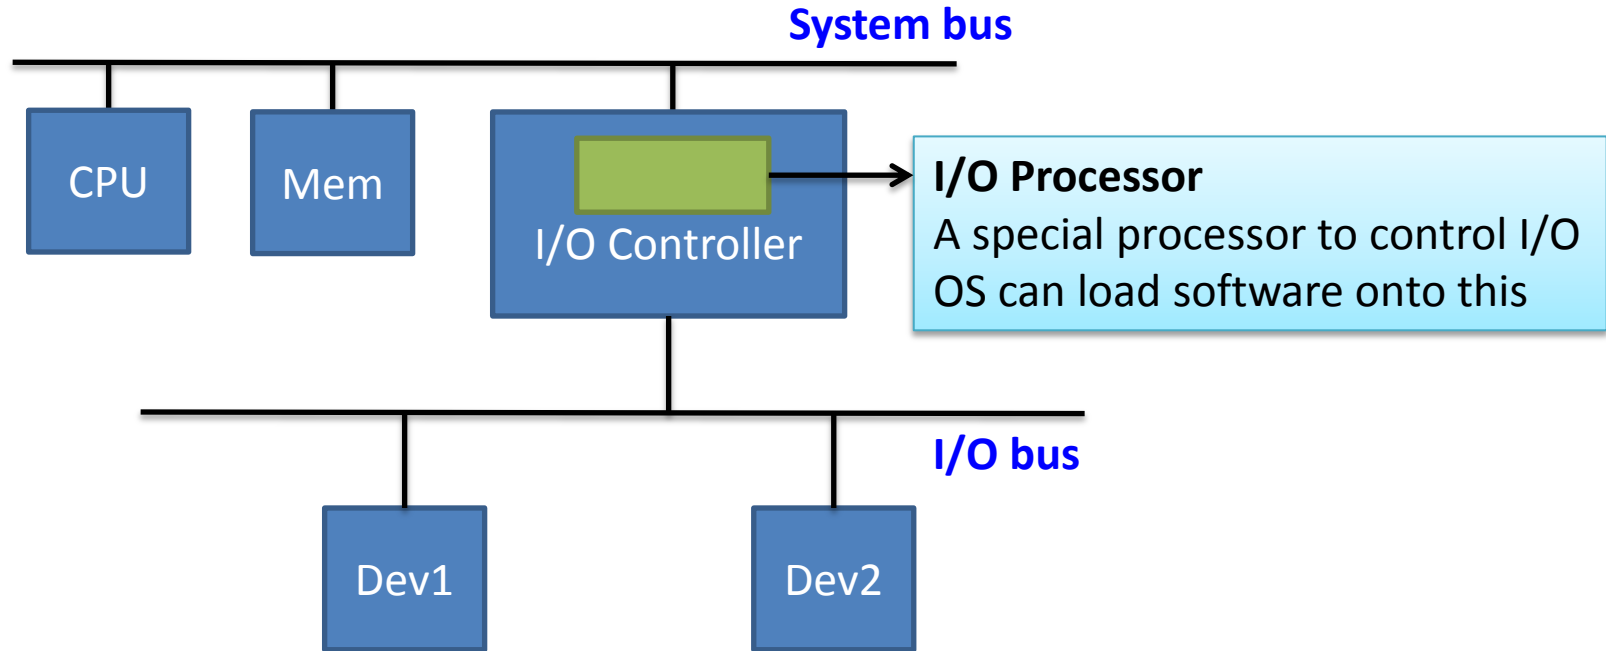 System bus
CPU
Mem
I/O Controller
I/O Processor
A special processor to control I/O
OS can load software onto this
I/O bus
Dev1
Dev2